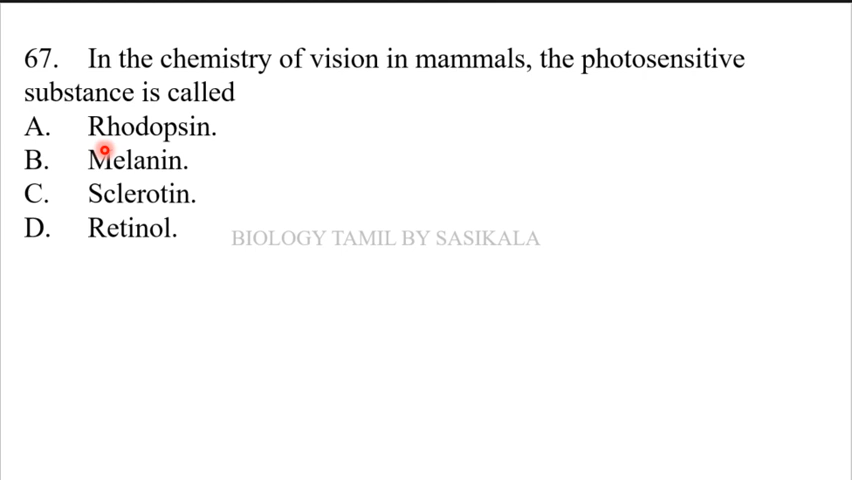 67. In the chemistry of vision in mammals, the photosensitive
substance is called
A. Rhodopsin.
B. Melanin.
C. Sclerotin.
D. Retinol.
BIOLOGY TAMIL BY SASIKALA